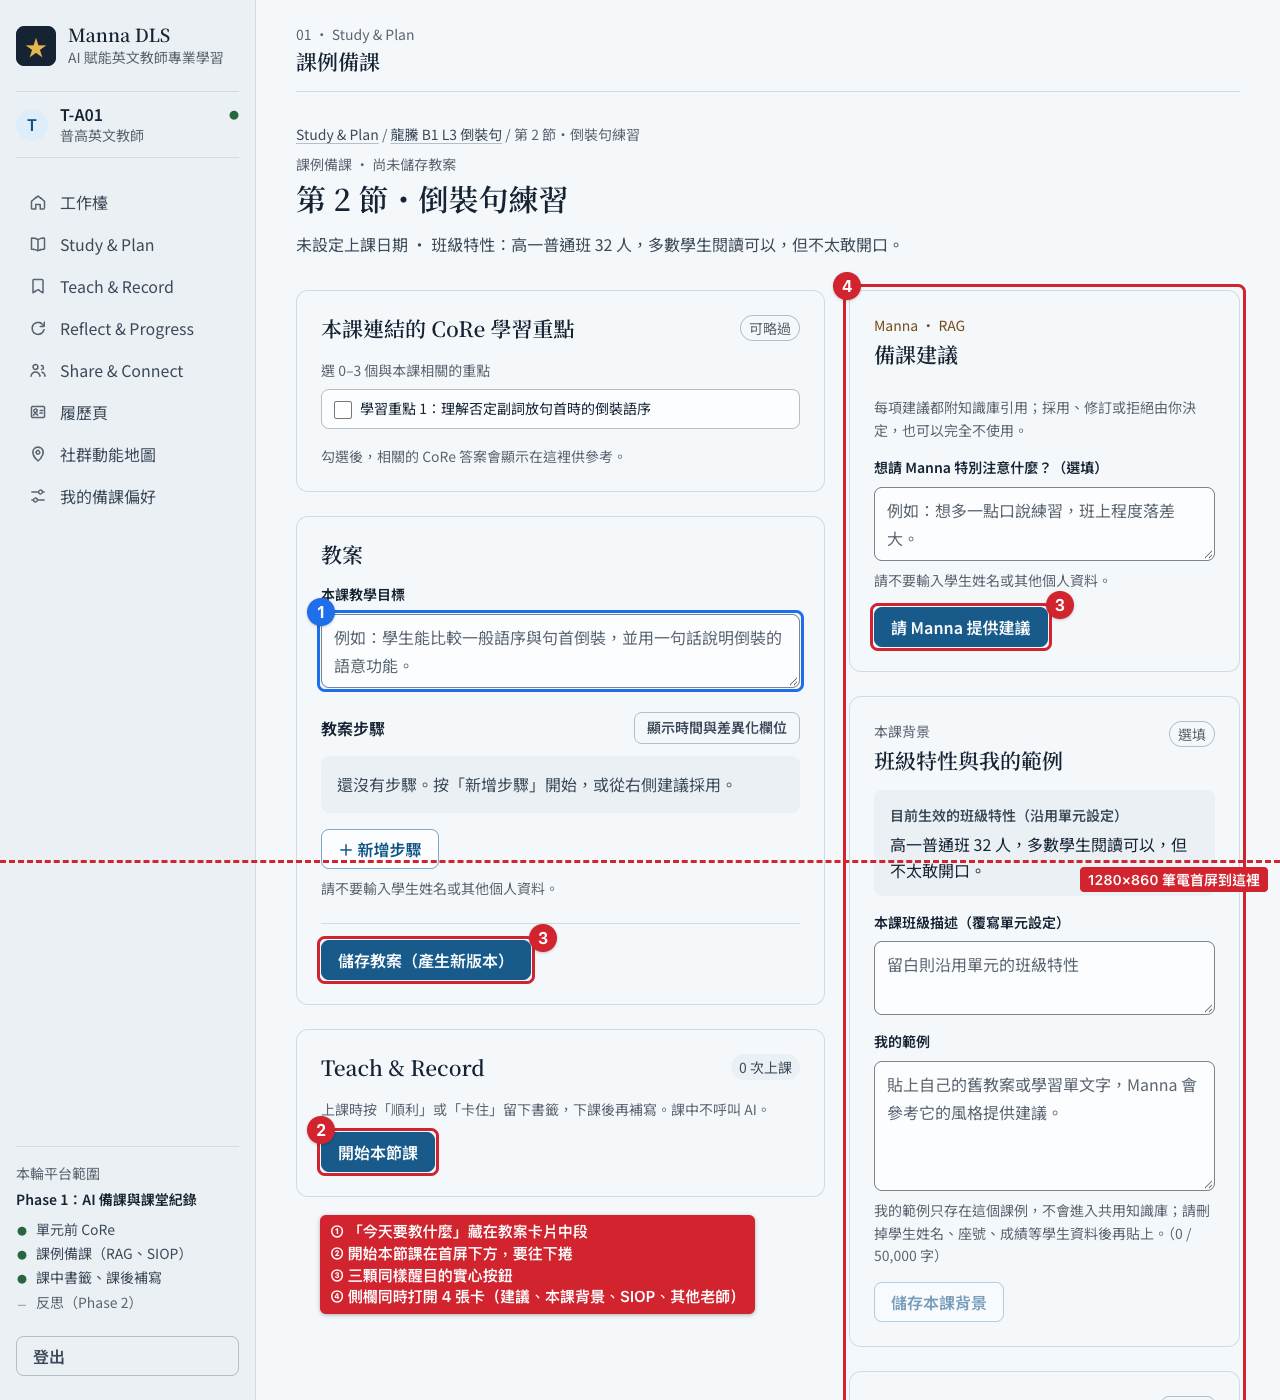 Manna DLS
AI 賦能英文教師專業學習
T
T-A01
普高英文教師
工作檯
Study & Plan
Teach & Record
Reflect & Progress
Share & Connect
履歷頁
社群動能地圖
我的備課偏好
本輪平台範圍
Phase 1：AI 備課與課堂紀錄
單元前 CoRe
課例備課（RAG、SIOP）
課中書籤、課後補寫
反思（Phase 2）
登出
01 · Study & Plan
課例備課
Study & Plan / 龍騰 B1 L3 倒裝句 / 第 2 節・倒裝句練習
課例備課 · 尚未儲存教案
第 2 節・倒裝句練習
未設定上課日期 · 班級特性：高一普通班 32 人，多數學生閱讀可以，但不太敢開口。
本課連結的 CoRe 學習重點
可略過
選 0–3 個與本課相關的重點
學習重點 1：理解否定副詞放句首時的倒裝語序
勾選後，相關的 CoRe 答案會顯示在這裡供參考。
教案
本課教學目標
1
例如：學生能比較一般語序與句首倒裝，並用一句話說明倒裝的
語意功能。
教案步驟
顯示時間與差異化欄位
還沒有步驟。按「新增步驟」開始，或從右側建議採用。
＋ 新增步驟
請不要輸入學生姓名或其他個人資料。
3
儲存教案（產生新版本）
Teach & Record
0 次上課
上課時按「順利」或「卡住」留下書籤，下課後再補寫。課中不呼叫 AI。
2
開始本節課
① 「今天要教什麼」藏在教案卡片中段
② 開始本節課在首屏下方，要往下捲
③ 三顆同樣醒目的實心按鈕
④ 側欄同時打開 4 張卡（建議、本課背景、SIOP、其他老師）
4
Manna · RAG
備課建議
每項建議都附知識庫引用；採用、修訂或拒絕由你決
定，也可以完全不使用。
想請 Manna 特別注意什麼？（選填）
例如：想多一點口說練習，班上程度落差
大。
請不要輸入學生姓名或其他個人資料。
3
請 Manna 提供建議
本課背景
選填
班級特性與我的範例
目前生效的班級特性（沿用單元設定）
高一普通班 32 人，多數學生閱讀可以，但
不太敢開口。
1280×860 筆電首屏到這裡
本課班級描述（覆寫單元設定）
留白則沿用單元的班級特性
我的範例
貼上自己的舊教案或學習單文字，Manna 會
參考它的風格提供建議。
我的範例只存在這個課例，不會進入共用知識庫；請刪
掉學生姓名、座號、成績等學生資料後再貼上。（0 /
50,000 字）
儲存本課背景